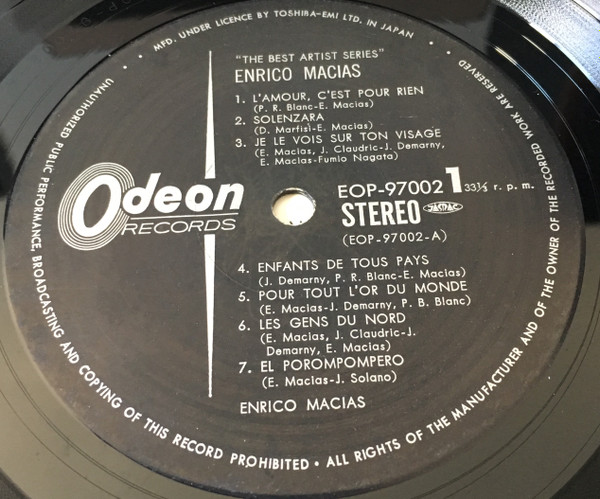 MFD. UNDER LICENCE BY TOSHIBA-EMI LTD. IN JAPAN
"THE BEST ARTIST SERIES"
ENRICO MACIAS
1. L'AMOUR, C'EST POUR RIEN
(P. R. Blanc-E. Macias)
2. SOLENZARA
(D. Marfisi-E. Macias)
3. JE LE VOIS SUR TON VISAGE
(E. Macias, J. Claudric-J. Demarny,
E. Macias-Fumio Nagata)
Odeon
RECORDS
EOP-97002 1 33⅓ r. p. m.
STEREO JASRAC
(EOP-97002-A)
4. ENFANTS DE TOUS PAYS
(J. Demarny, P. R. Blanc-E. Macias)
5. POUR TOUT L'OR DU MONDE
(E. Macias-J. Demarny, P. B. Blanc)
6. LES GENS DU NORD
(E. Macias, J. Claudric-J.
Demarny, E. Macias)
7. EL POROMPOMPERO
(E. Macias-J. Solano)
ENRICO MACIAS
UNAUTHORIZED PUBLIC PERFORMANCE, BROADCASTING AND COPYING OF THIS RECORD PROHIBITED • ALL RIGHTS OF THE MANUFACTURER AND OF THE OWNER OF THE RECORDED WORK ARE RESERVED